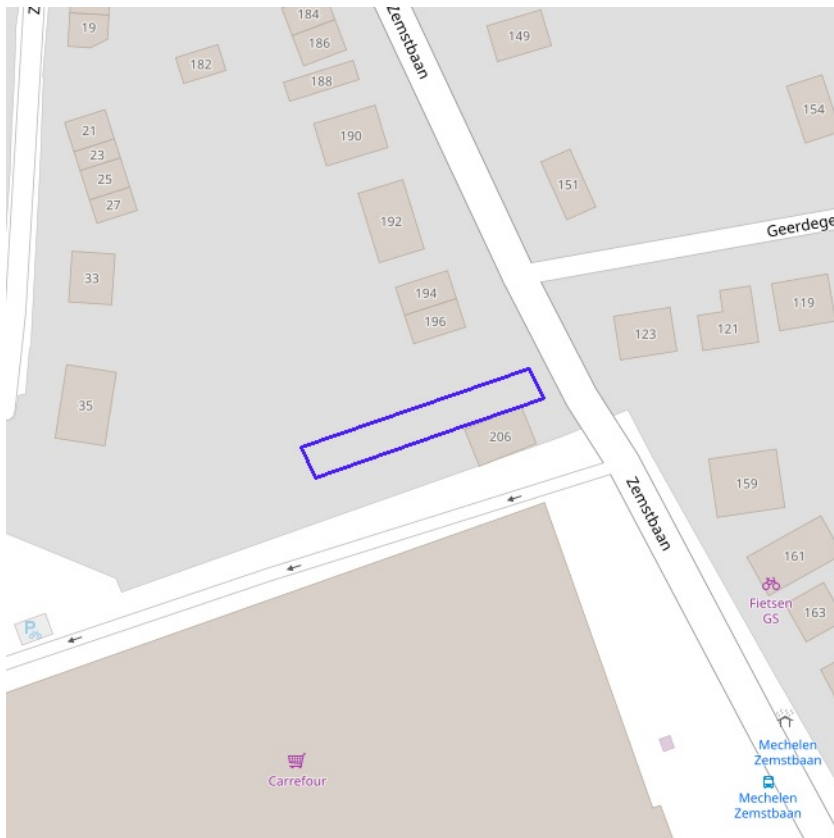 Z
19
184
186
Zemstbaan
149
182
188
154
190
21
23
25
27
151
192
Geerdege
33
194
196
123
121
119
35
206
159
Zemstbaan
161
Fietsen
GS
163
P
Carrefour
Mechelen
Zemstbaan
Mechelen
Zemstbaan